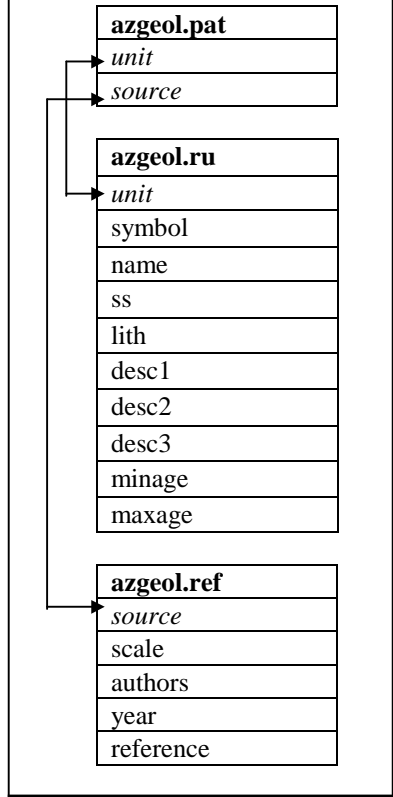 azgeol.pat
unit
source
azgeol.ru
unit
symbol
name
ss
lith
desc1
desc2
desc3
minage
maxage
azgeol.ref
source
scale
authors
year
reference